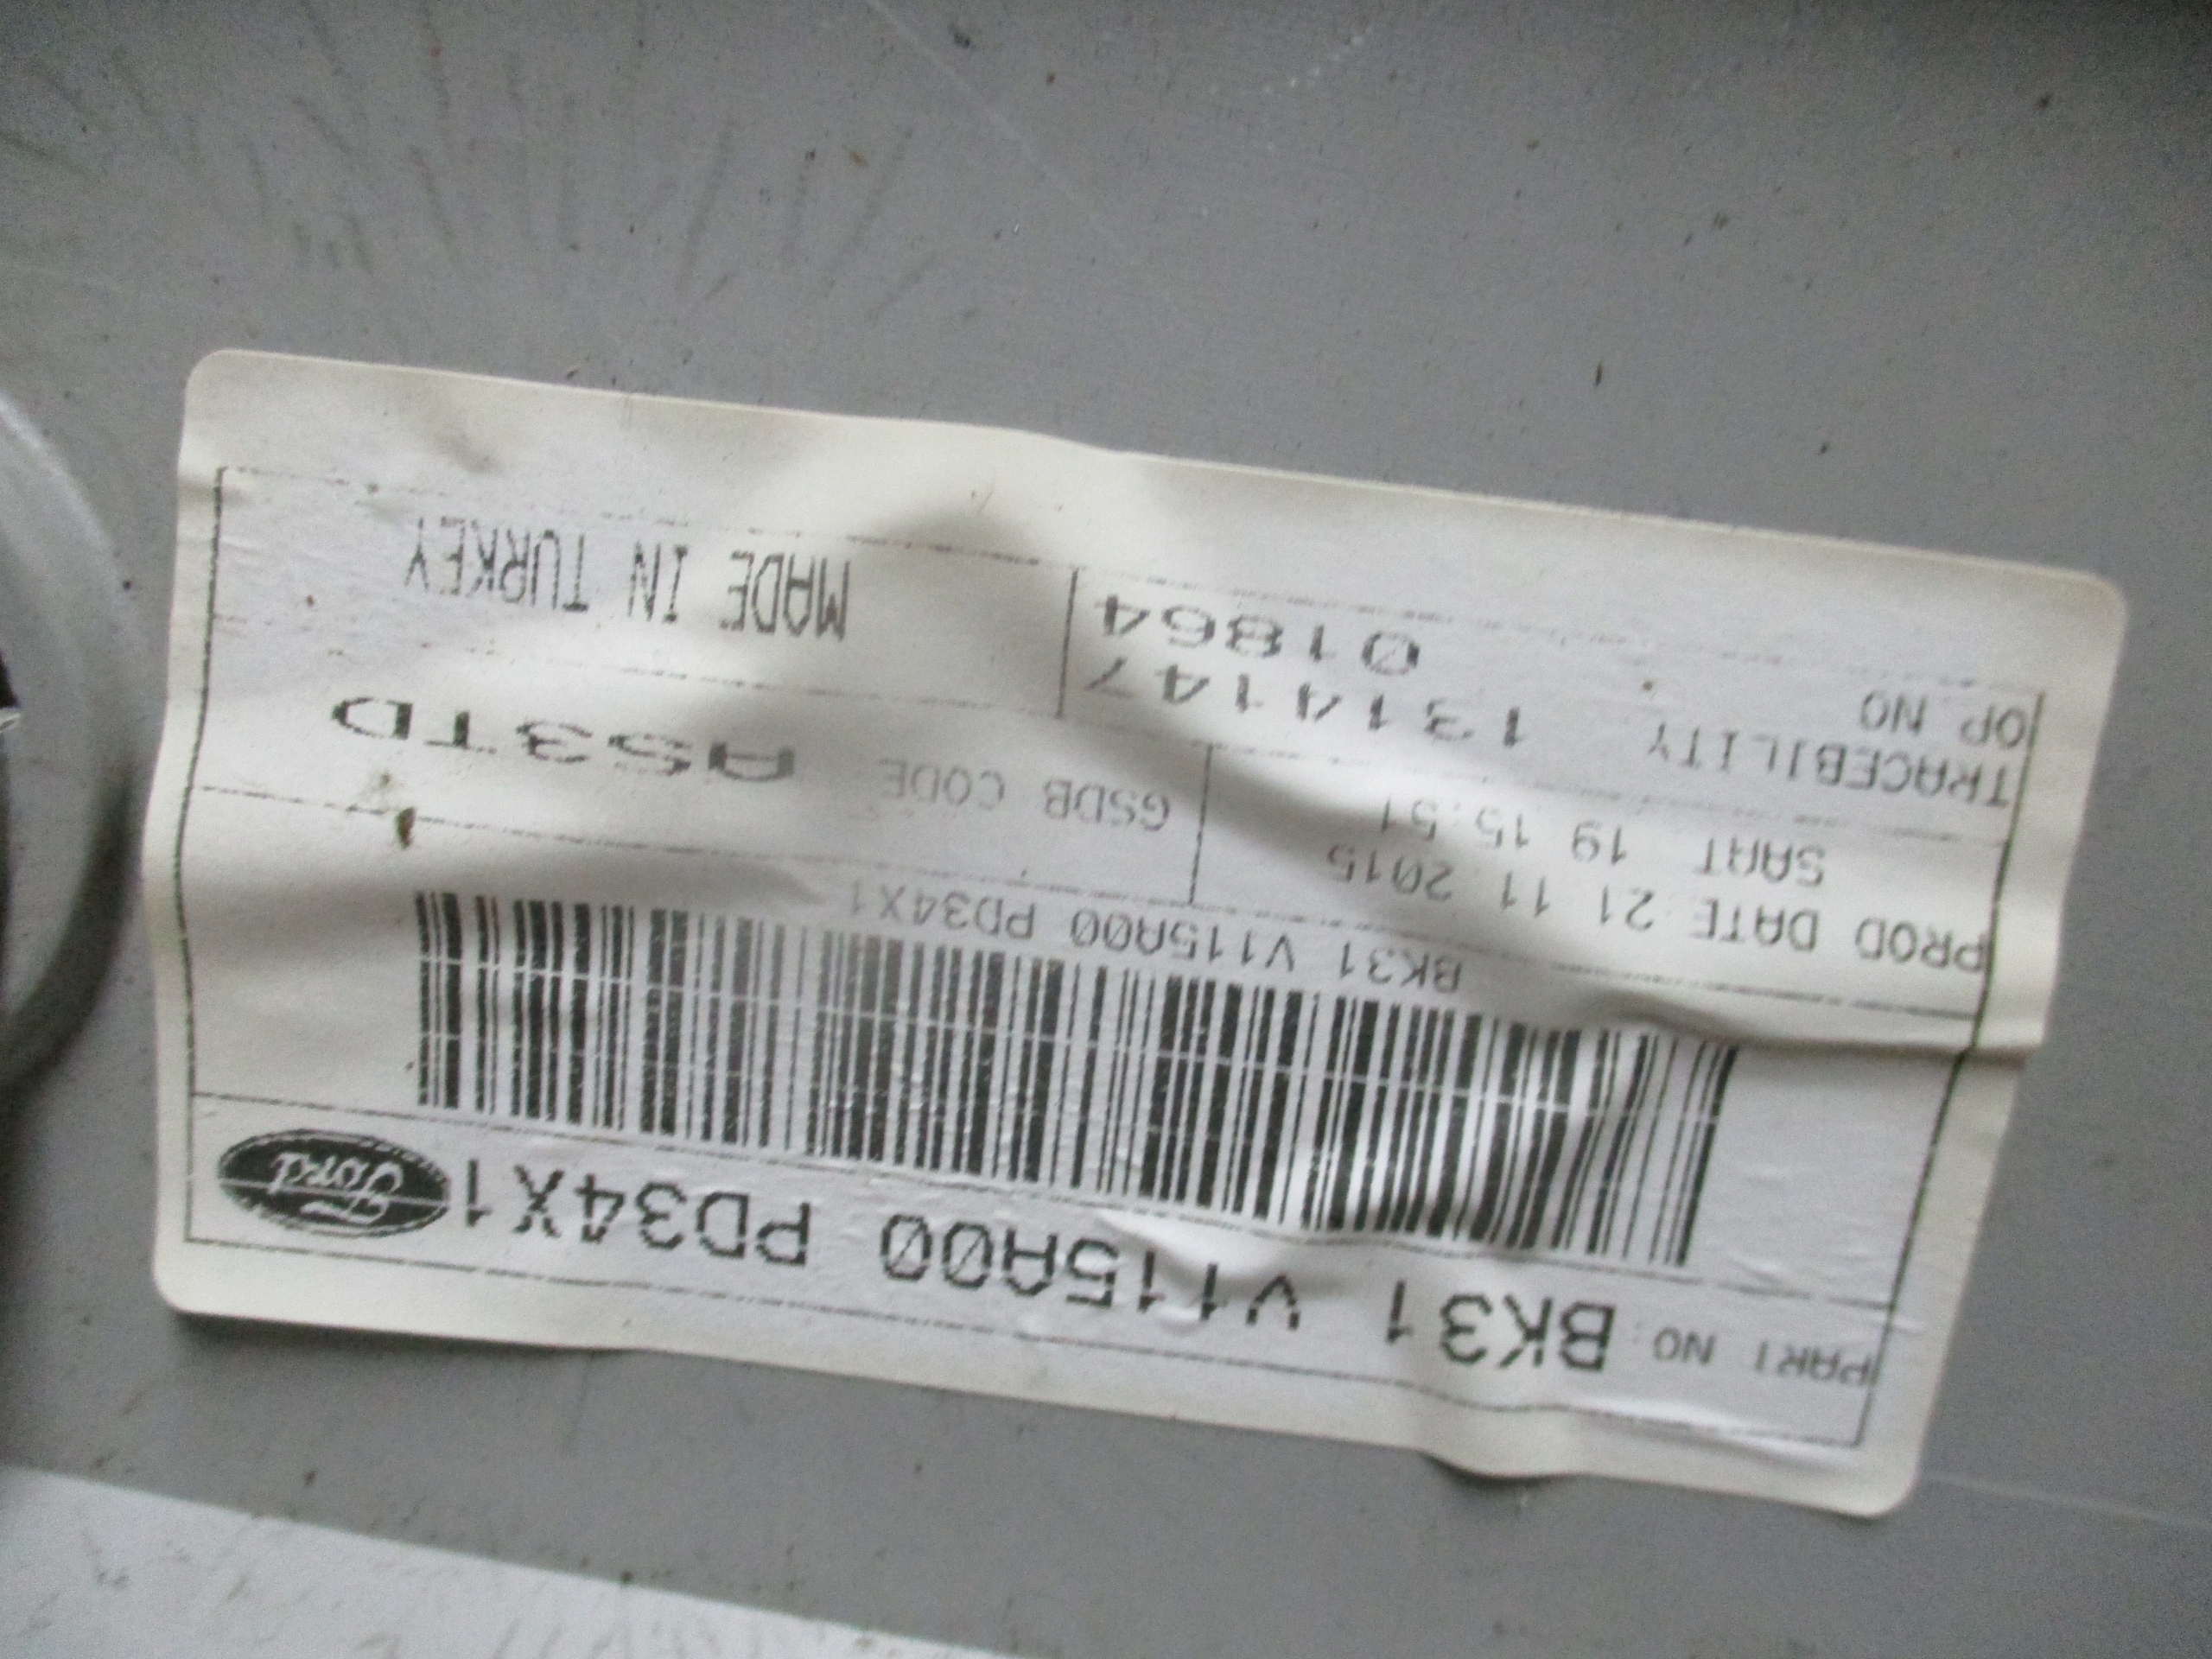 PART NO: BK31 V115A00 PD34X1 Ford
BK31 V115A00 PD34X1
PROD DATE 21 11 2015
SAAT 19 15:51
GSDB CODE AS3TD
TRACEBILITY 1314147
OP NO 01864
MADE IN TURKEY